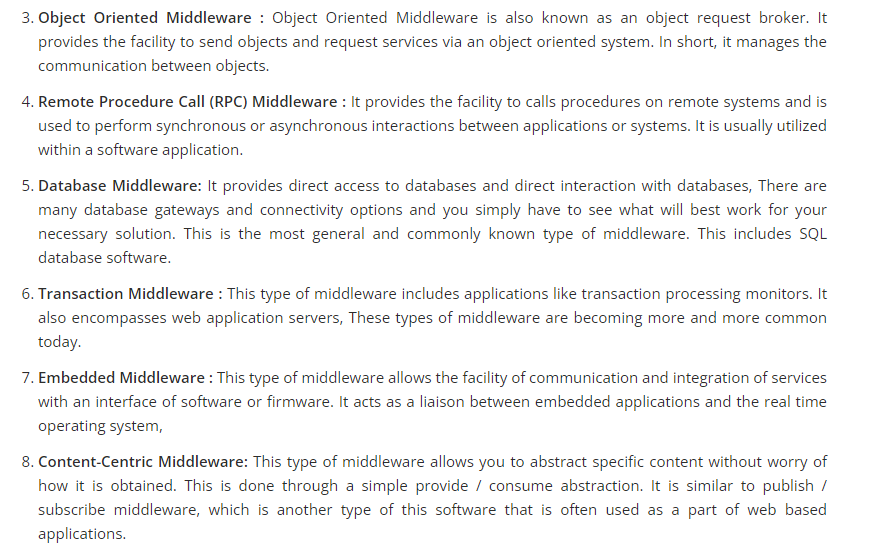 3. Object Oriented Middleware : Object Oriented Middleware is also known as an object request broker. It
provides the facility to send objects and request services via an object oriented system. In short, it manages the
communication between objects.
4. Remote Procedure Call (RPC) Middleware : It provides the facility to calls procedures on remote systems and is
used to perform synchronous or asynchronous interactions between applications or systems. It is usually utilized
within a software application.
5. Database Middleware: It provides direct access to databases and direct interaction with databases, There are
many database gateways and connectivity options and you simply have to see what will best work for your
necessary solution. This is the most general and commonly known type of middleware. This includes SQL
database software.
6. Transaction Middleware : This type of middleware includes applications like transaction processing monitors. It
also encompasses web application servers, These types of middleware are becoming more and more common
today.
7. Embedded Middleware : This type of middleware allows the facility of communication and integration of services
with an interface of software or firmware. It acts as a liaison between embedded applications and the real time
operating system,
8. Content-Centric Middleware: This type of middleware allows you to abstract specific content without worry of
how it is obtained. This is done through a simple provide / consume abstraction. It is similar to publish /
subscribe middleware, which is another type of this software that is often used as a part of web based
applications.